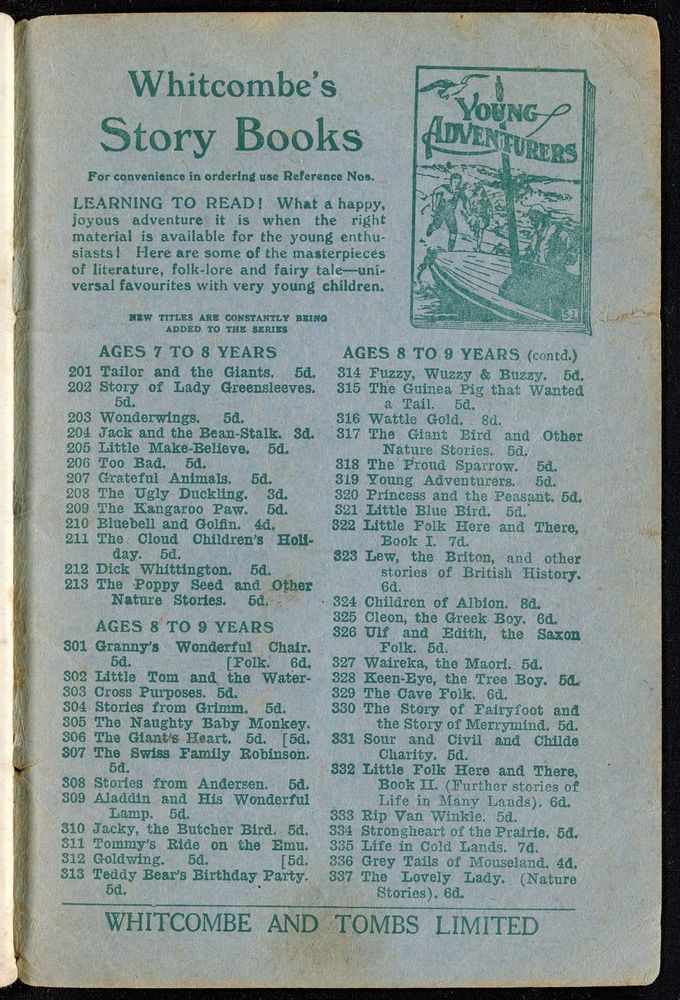 Whitcombe's
Story Books
For convenience in ordering use Reference Nos.
LEARNING TO READ! What a happy,
joyous adventure it is when the right
material is available for the young enthu-
siasts! Here are some of the masterpieces
of literature, folk-lore and fairy tale—uni-
versal favourites with very young children.
NEW TITLES ARE CONSTANTLY BEING
ADDED TO THE SERIES
YOUNG
ADVENTURERS
S.J.
AGES 7 TO 8 YEARS
201 Tailor and the Giants. 5d.
202 Story of Lady Greensleeves.
5d.
203 Wonderwings. 5d.
204 Jack and the Bean-Stalk. 3d.
205 Little Make-Believe. 5d.
206 Too Bad. 5d.
207 Grateful Animals. 5d.
208 The Ugly Duckling. 3d.
209 The Kangaroo Paw. 5d.
210 Bluebell and Golfin. 4d.
211 The Cloud Children's Holi-
day. 5d.
212 Dick Whittington. 5d.
213 The Poppy Seed and Other
Nature Stories. 5d.
AGES 8 TO 9 YEARS
301 Granny's Wonderful Chair.
5d. [Folk. 6d.
302 Little Tom and the Water-
303 Cross Purposes. 5d.
304 Stories from Grimm. 5d.
305 The Naughty Baby Monkey.
306 The Giant's Heart. 5d. [5d.
307 The Swiss Family Robinson.
5d.
308 Stories from Andersen. 5d.
309 Aladdin and His Wonderful
Lamp. 5d.
310 Jacky, the Butcher Bird. 5d.
311 Tommy's Ride on the Emu.
312 Goldwing. 5d. [5d.
313 Teddy Bear's Birthday Party.
5d.
AGES 8 TO 9 YEARS (contd.)
314 Fuzzy, Wuzzy & Buzzy. 5d.
315 The Guinea Pig that Wanted
a Tail. 5d.
316 Wattle Gold. 8d.
317 The Giant Bird and Other
Nature Stories. 5d.
318 The Proud Sparrow. 5d.
319 Young Adventurers. 5d.
320 Princess and the Peasant. 5d.
321 Little Blue Bird. 5d.
322 Little Folk Here and There,
Book I. 7d.
323 Lew, the Briton, and other
stories of British History.
6d.
324 Children of Albion. 8d.
325 Cleon, the Greek Boy. 6d.
326 Ulf and Edith, the Saxon
Folk. 5d.
327 Waireka, the Maori. 5d.
328 Keen-Eye, the Tree Boy. 5d.
329 The Cave Folk. 6d.
330 The Story of Fairyfoot and
the Story of Merrymind. 5d.
331 Sour and Civil and Childe
Charity. 5d.
332 Little Folk Here and There,
Book II. (Further stories of
Life in Many Lands). 6d.
333 Rip Van Winkle. 5d.
334 Strongheart of the Prairie. 5d.
335 Life in Cold Lands. 7d.
336 Grey Tails of Mouseland. 4d.
337 The Lovely Lady. (Nature
Stories). 6d.
WHITCOMBE AND TOMBS LIMITED